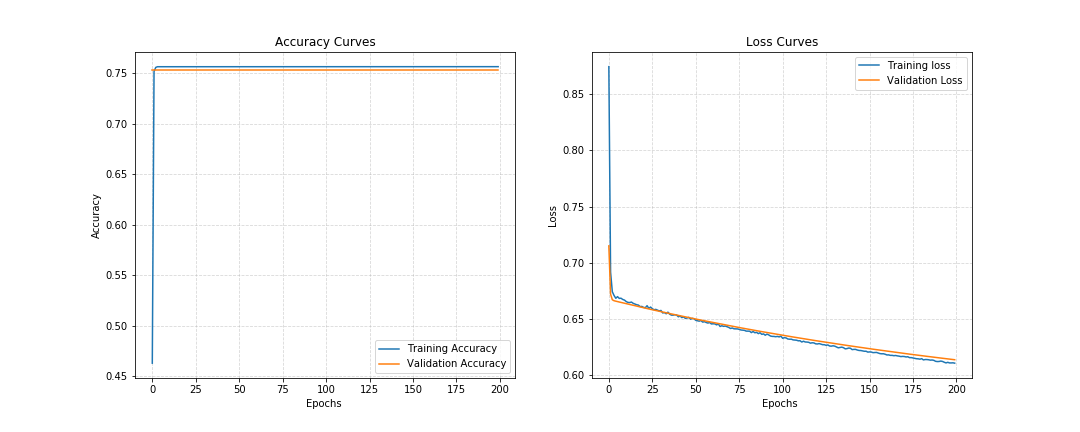 Accuracy Curves
Accuracy
0.75
0.70
0.65
0.60
0.55
0.50
0.45
0 25 50 75 100 125 150 175 200
Epochs
Training Accuracy
Validation Accuracy
Loss Curves
Loss
0.85
0.80
0.75
0.70
0.65
0.60
0 25 50 75 100 125 150 175 200
Epochs
Training loss
Validation Loss